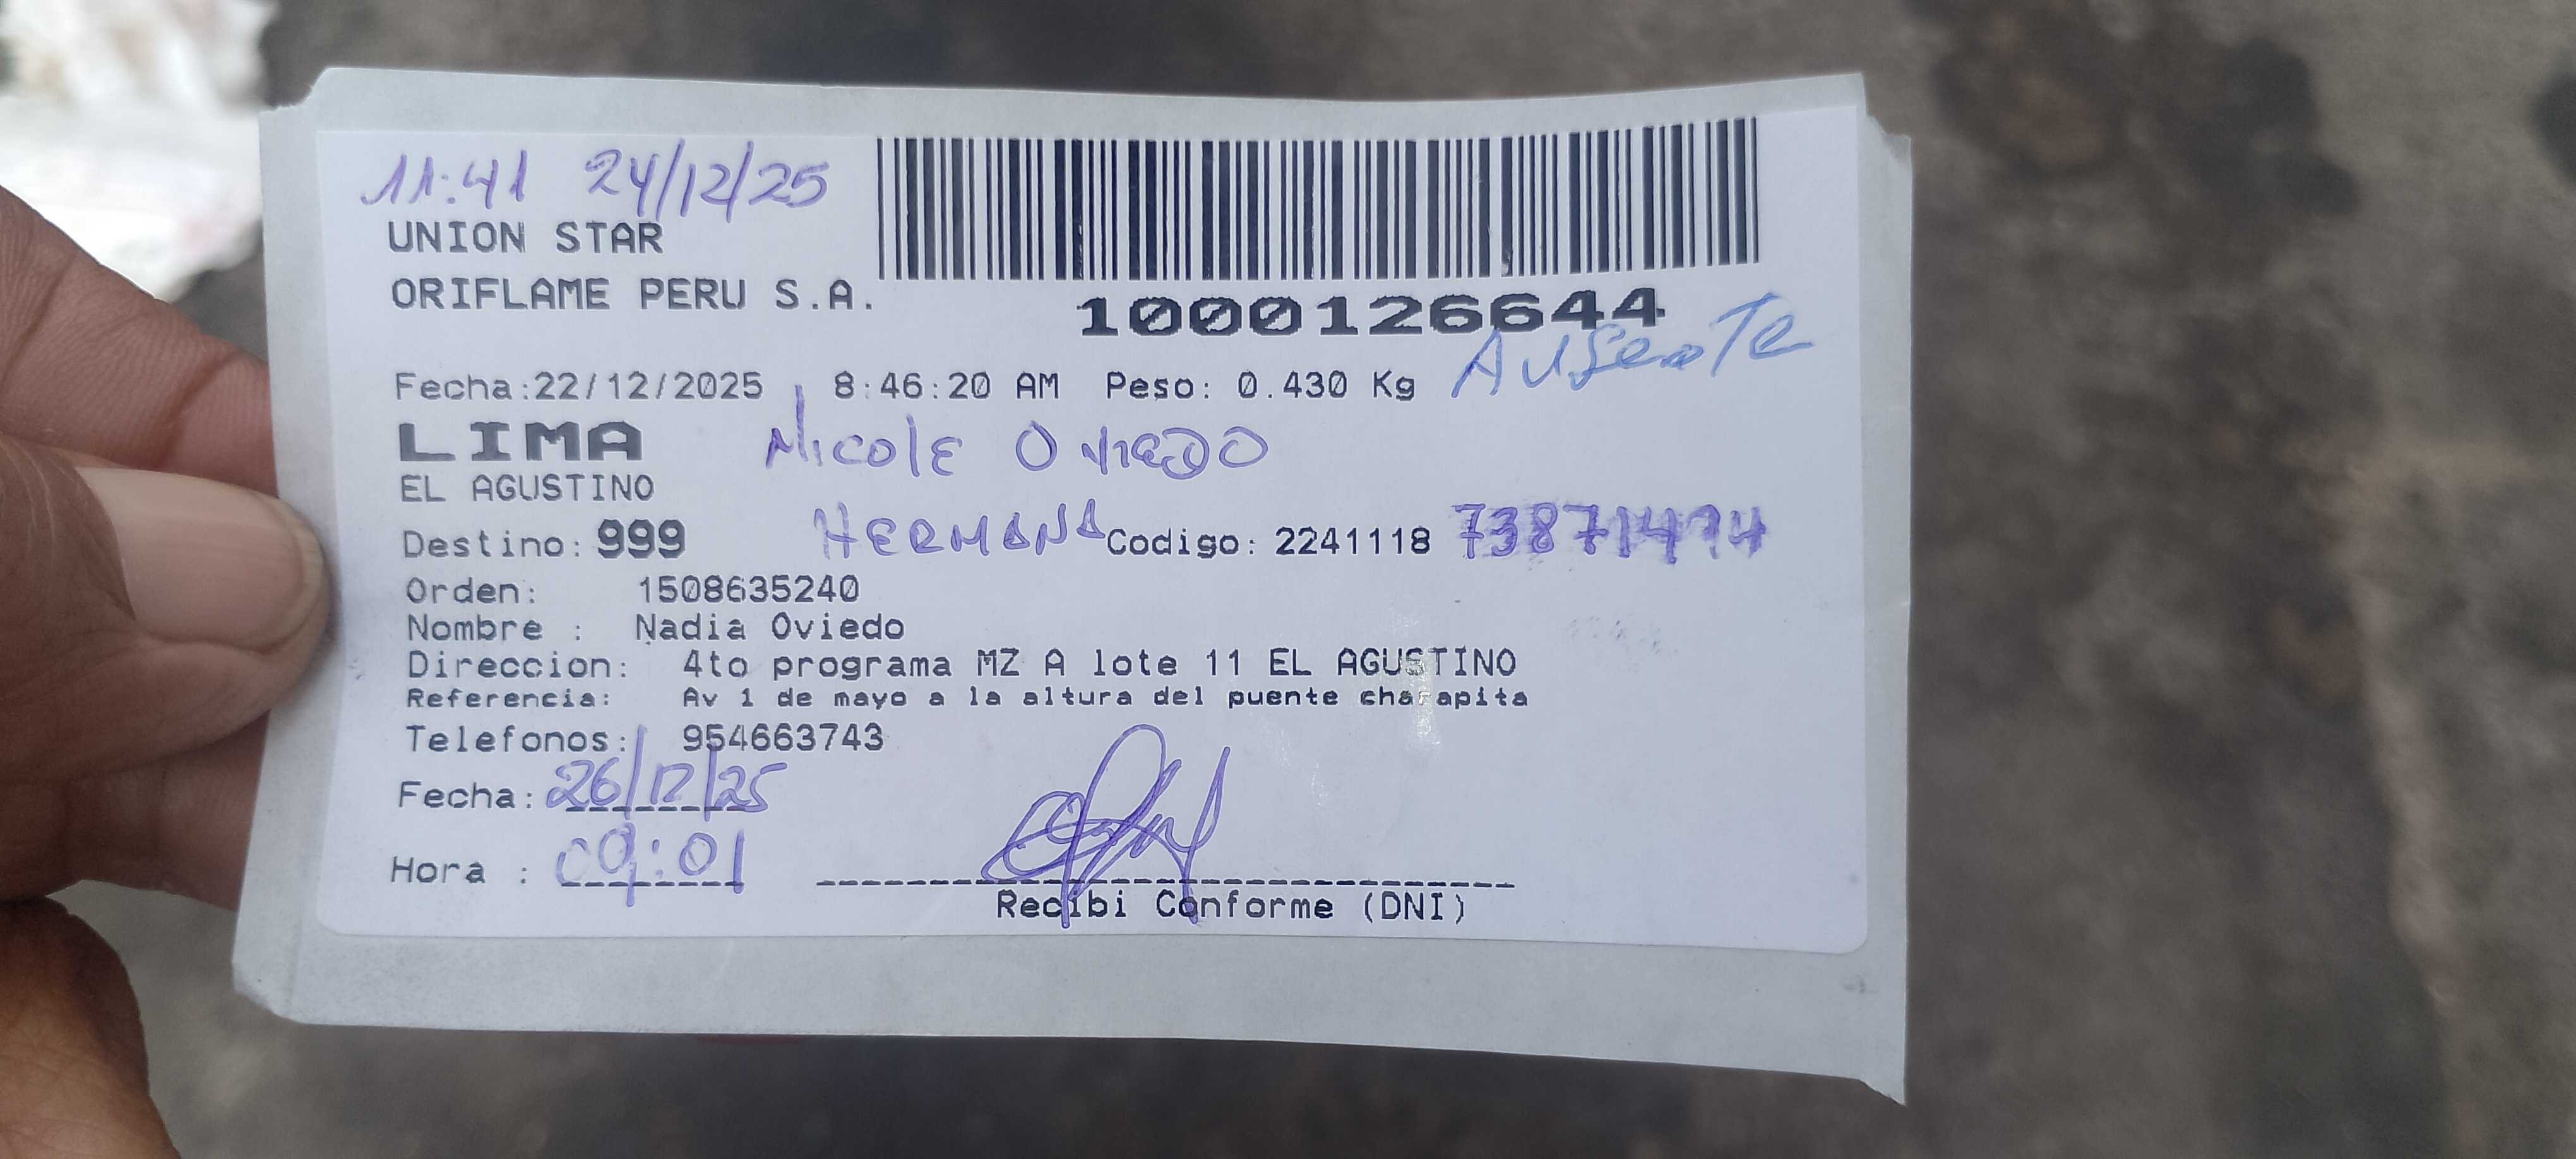 11:41 24/12/25
UNION STAR
ORIFLAME PERU S.A.
1000126644
Ausente
Fecha:22/12/2025 8:46:20 AM Peso: 0.430 Kg
LIMA
Nicole OviEDO
EL AGUSTINO
Destino: 999
HERMANA
Codigo: 2241118
Orden: 1508635240
Nombre : Nadia Oviedo
Direccion: 4to programa MZ A lote 11 EL AGUSTINO
Referencia: Av 1 de mayo a la altura del puente charapita
Telefonos: 954663743
Fecha: 26/12/25
Hora : 09:01
Recibi Conforme (DNI)